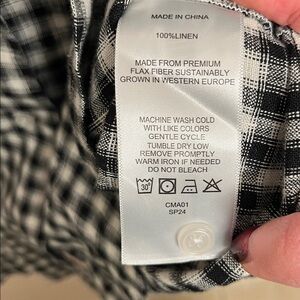 MADE IN CHINA
100%LINEN
MADE FROM PREMIUM
FLAX FIBER SUSTAINABLY
GROWN IN WESTERN EUROPE
MACHINE WASH COLD
WITH LIKE COLORS
GENTLE CYCLE
TUMBLE DRY LOW
REMOVE PROMPTLY
WARM IRON IF NEEDED
DO NOT BLEACH
30
CMA01
SP24